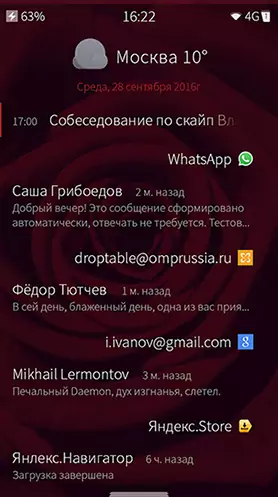 63%
16:22
4G
Москва 10°
Среда, 28 сентября 2016г
17:00 Собеседование по скайп Вл
WhatsApp
Саша Грибоедов 2 м. назад
Добрый вечер! Это сообщение сформировано
автоматически, отвечать не требуется. Тестов...
droptable@omprussia.ru
Фёдор Тютчев 1 м. назад
В сей день, блаженный день, одна из вас прия...
i.ivanov@gmail.com
8
Mikhail Lermontov 3 м. назад
Печальный Daemon, дух изгнанья, слетел.
Яндекс.Store
Янлекс.Навигатор 6 ч. назад
Загрузка завершена